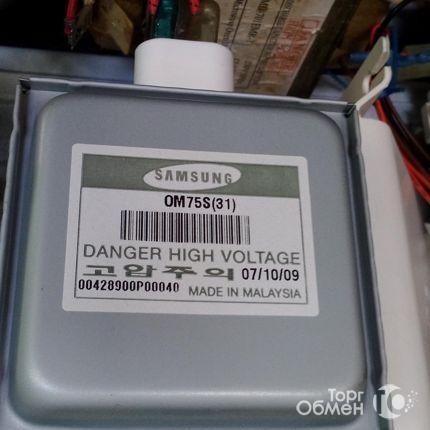 SAMSUNG
OM75S(31)
DANGER HIGH VOLTAGE
고압주의 07/10/09
00428900P00040 MADE IN MALAYSIA
Торг
Обмен